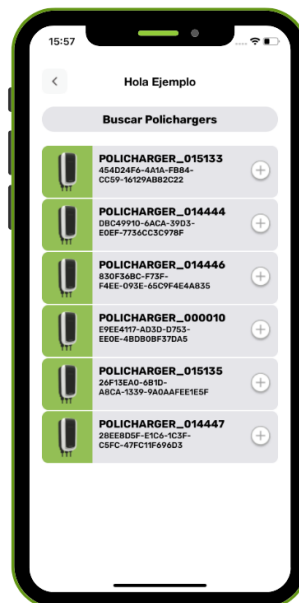 15:57
Hola Ejemplo
Buscar Polichargers
POLICHARGER_015133
454D24F6-4A1A-FB84-
CC59-16129AB82C22
POLICHARGER_014444
DBC49910-6ACA-39D3-
E0EF-7736CC3C978F
POLICHARGER_014446
830F36BC-F73F-
F4EE-093E-65C9F4E4A835
POLICHARGER_000010
E9EE4117-AD3D-D753-
EE0E-4BDB0BF37DA5
POLICHARGER_015135
26F13EA0-6B1D-
A8CA-1339-9A0AAFEE1E5F
POLICHARGER_014447
28EE8D5F-E1C6-1C3F-
C5FC-47FC11F696D3